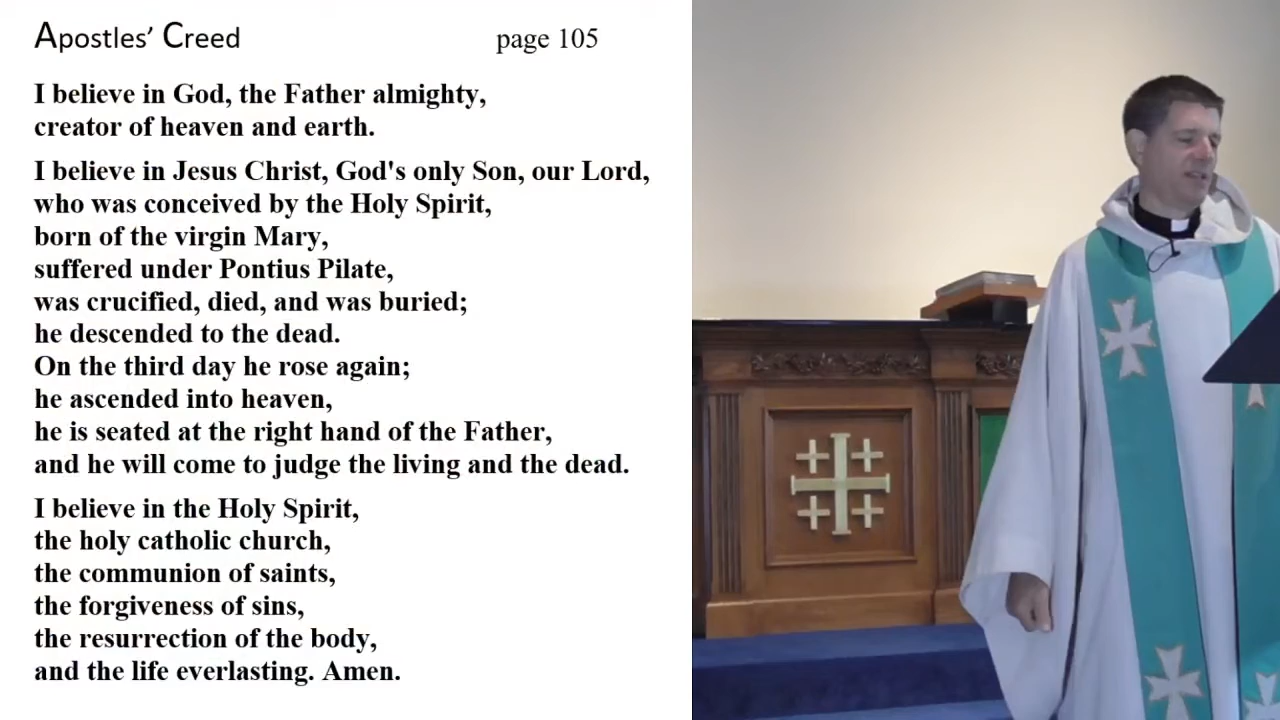 Apostles' Creed page 105
I believe in God, the Father almighty,
creator of heaven and earth.
I believe in Jesus Christ, God's only Son, our Lord,
who was conceived by the Holy Spirit,
born of the virgin Mary,
suffered under Pontius Pilate,
was crucified, died, and was buried;
he descended to the dead.
On the third day he rose again;
he ascended into heaven,
he is seated at the right hand of the Father,
and he will come to judge the living and the dead.
I believe in the Holy Spirit,
the holy catholic church,
the communion of saints,
the forgiveness of sins,
the resurrection of the body,
and the life everlasting. Amen.